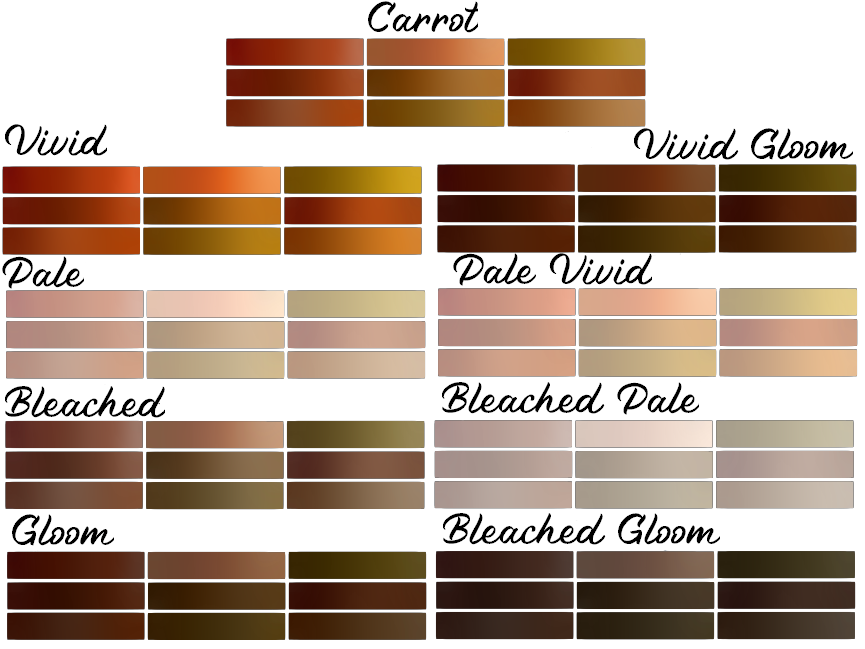 Carrot
Vivid
Vivid Gloom
Pale
Pale Vivid
Bleached
Bleached Pale
Gloom
Bleached Gloom